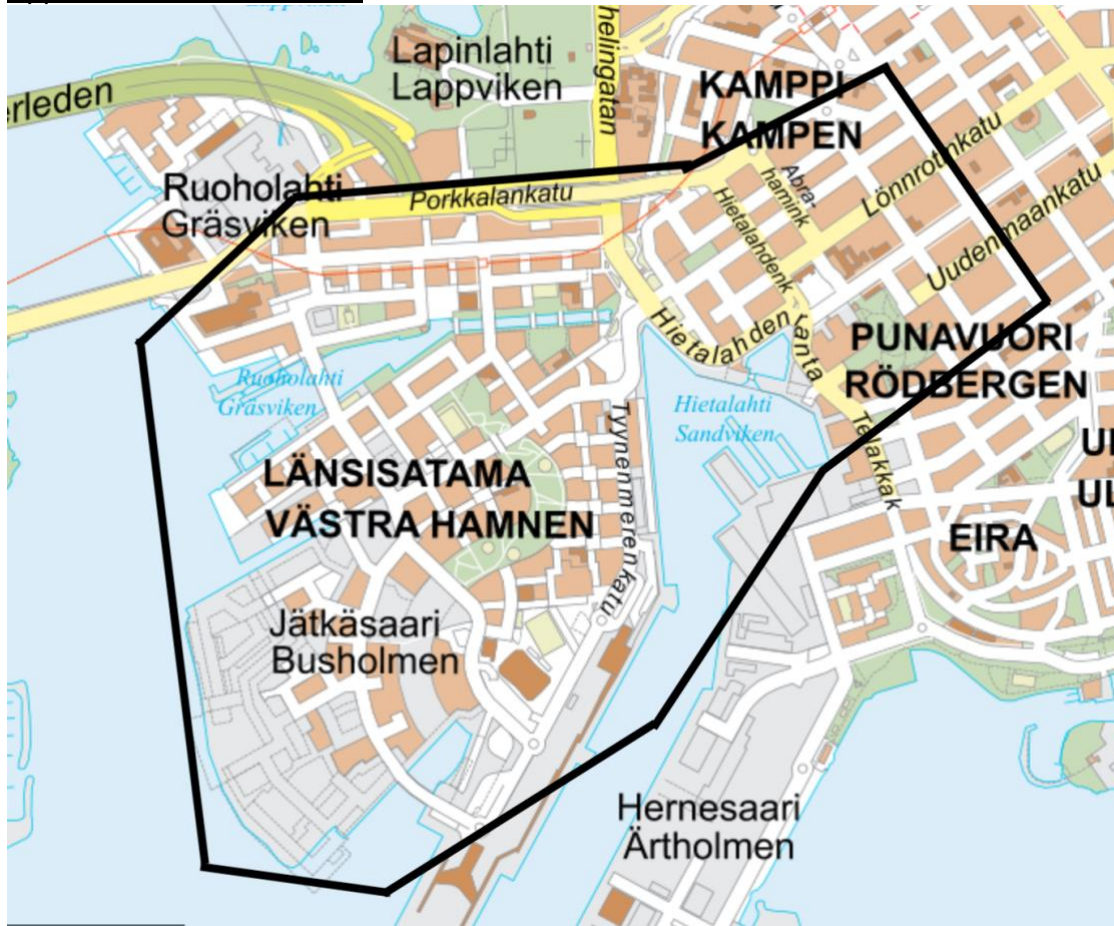 erleden
Lapinlahti
Lappviken
helingatan
KAMPPI
KAMPEN
Ruoholahti
Gräsviken
Porkkalankatu
Abra-
hamink
Hietalahdenk
Lönnrotinkatu
Uudenmaankatu
Hietalahden
ranta
PUNAVUORI
RÖDBERGEN
Ruoholahti
Gräsviken
Hietalahti
Sandviken
Tyynenmerenkatu
Telakkak
LÄNSISATAMA
VÄSTRA HAMNEN
UL
EIRA
Jätkäsaari
Busholmen
Hernesaari
Ärtholmen